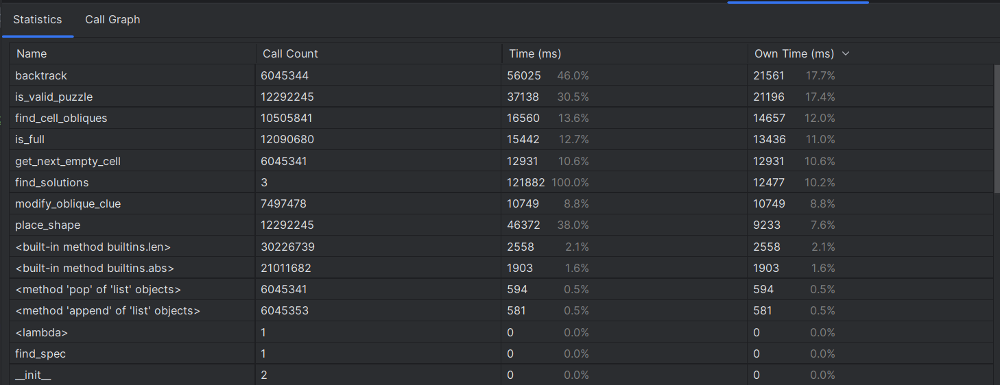 Statistics Call Graph
Name Call Count Time (ms) Own Time (ms)
backtrack 6045344 56025 46.0% 21561 17.7%
is_valid_puzzle 12292245 37138 30.5% 21196 17.4%
find_cell_obliques 10505841 16560 13.6% 14657 12.0%
is_full 12090680 15442 12.7% 13436 11.0%
get_next_empty_cell 6045341 12931 10.6% 12931 10.6%
find_solutions 3 121882 100.0% 12477 10.2%
modify_oblique_clue 7497478 10749 8.8% 10749 8.8%
place_shape 12292245 46372 38.0% 9233 7.6%
<built-in method builtins.len> 30226739 2558 2.1% 2558 2.1%
<built-in method builtins.abs> 21011682 1903 1.6% 1903 1.6%
<method 'pop' of 'list' objects> 6045341 594 0.5% 594 0.5%
<method 'append' of 'list' objects> 6045353 581 0.5% 581 0.5%
<lambda> 1 0 0.0% 0 0.0%
find_spec 1 0 0.0% 0 0.0%
__init__ 2 0 0.0% 0 0.0%